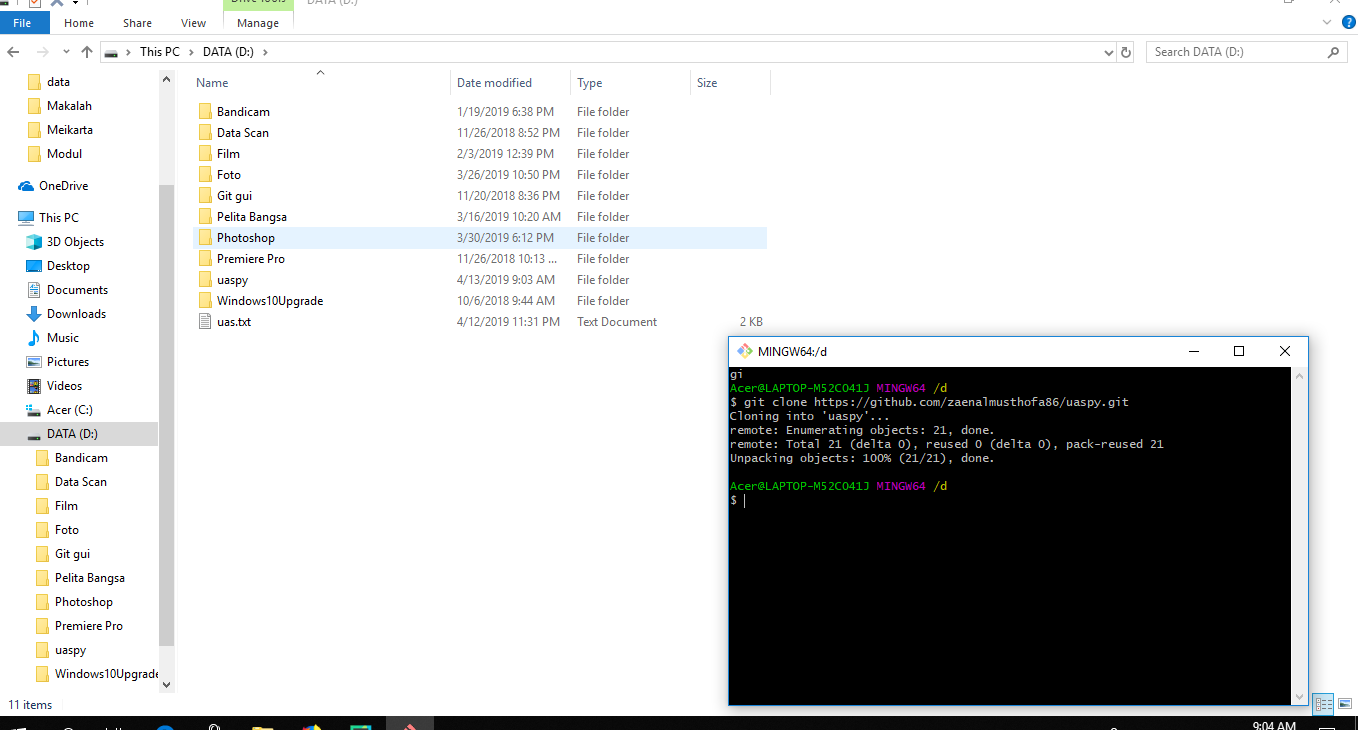 Drive Tools DATA (D:)
File Home Share View Manage
This PC DATA (D:) Search DATA (D:)
data
Makalah
Meikarta
Modul
OneDrive
This PC
3D Objects
Desktop
Documents
Downloads
Music
Pictures
Videos
Acer (C:)
DATA (D:)
Bandicam
Data Scan
Film
Foto
Git gui
Pelita Bangsa
Photoshop
Premiere Pro
uaspy
Windows10Upgrade
Name Date modified Type Size
Bandicam 1/19/2019 6:38 PM File folder
Data Scan 11/26/2018 8:52 PM File folder
Film 2/3/2019 12:39 PM File folder
Foto 3/26/2019 10:50 PM File folder
Git gui 11/20/2018 8:36 PM File folder
Pelita Bangsa 3/16/2019 10:20 AM File folder
Photoshop 3/30/2019 6:12 PM File folder
Premiere Pro 11/26/2018 10:13 ... File folder
uaspy 4/13/2019 9:03 AM File folder
Windows10Upgrade 10/6/2018 9:44 AM File folder
uas.txt 4/12/2019 11:31 PM Text Document 2 KB
MINGW64:/d
gi
Acer@LAPTOP-M52CO41J MINGW64 /d
$ git clone https://github.com/zaenalmusthofa86/uaspy.git
Cloning into 'uaspy'...
remote: Enumerating objects: 21, done.
remote: Total 21 (delta 0), reused 0 (delta 0), pack-reused 21
Unpacking objects: 100% (21/21), done.
Acer@LAPTOP-M52CO41J MINGW64 /d
$
11 items
9:04 AM